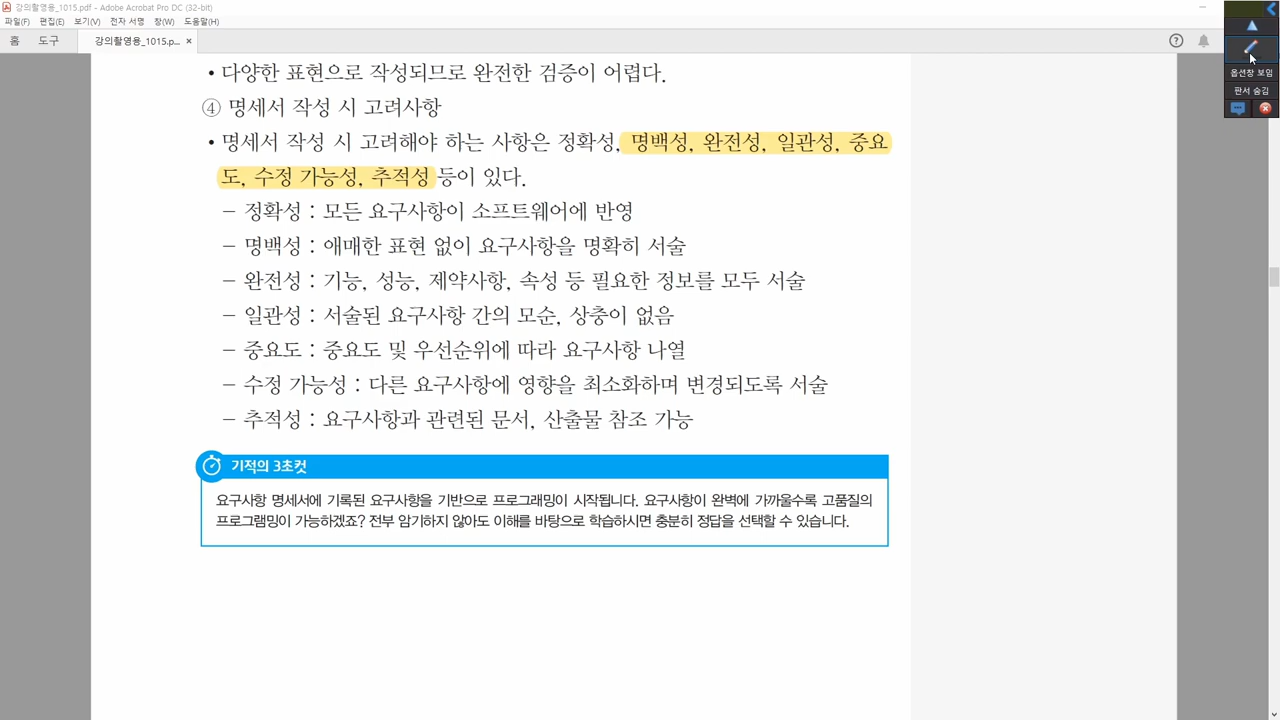 강의촬영용_1015.pdf - Adobe Acrobat Pro DC (32-bit)
파일(F) 편집(E) 보기(V) 전자 서명 창(W) 도움말(H)
홈 도구 강의촬영용_1015.p... ×
옵션창 보임
판서 숨김
• 다양한 표현으로 작성되므로 완전한 검증이 어렵다.
④ 명세서 작성 시 고려사항
• 명세서 작성 시 고려해야 하는 사항은 정확성, 명백성, 완전성, 일관성, 중요
도, 수정 가능성, 추적성 등이 있다.
– 정확성 : 모든 요구사항이 소프트웨어에 반영
– 명백성 : 애매한 표현 없이 요구사항을 명확히 서술
– 완전성 : 기능, 성능, 제약사항, 속성 등 필요한 정보를 모두 서술
– 일관성 : 서술된 요구사항 간의 모순, 상충이 없음
– 중요도 : 중요도 및 우선순위에 따라 요구사항 나열
– 수정 가능성 : 다른 요구사항에 영향을 최소화하며 변경되도록 서술
– 추적성 : 요구사항과 관련된 문서, 산출물 참조 가능
기적의 3초컷
요구사항 명세서에 기록된 요구사항을 기반으로 프로그래밍이 시작됩니다. 요구사항이 완벽에 가까울수록 고품질의
프로그램밍이 가능하겠죠? 전부 암기하지 않아도 이해를 바탕으로 학습하시면 충분히 정답을 선택할 수 있습니다.